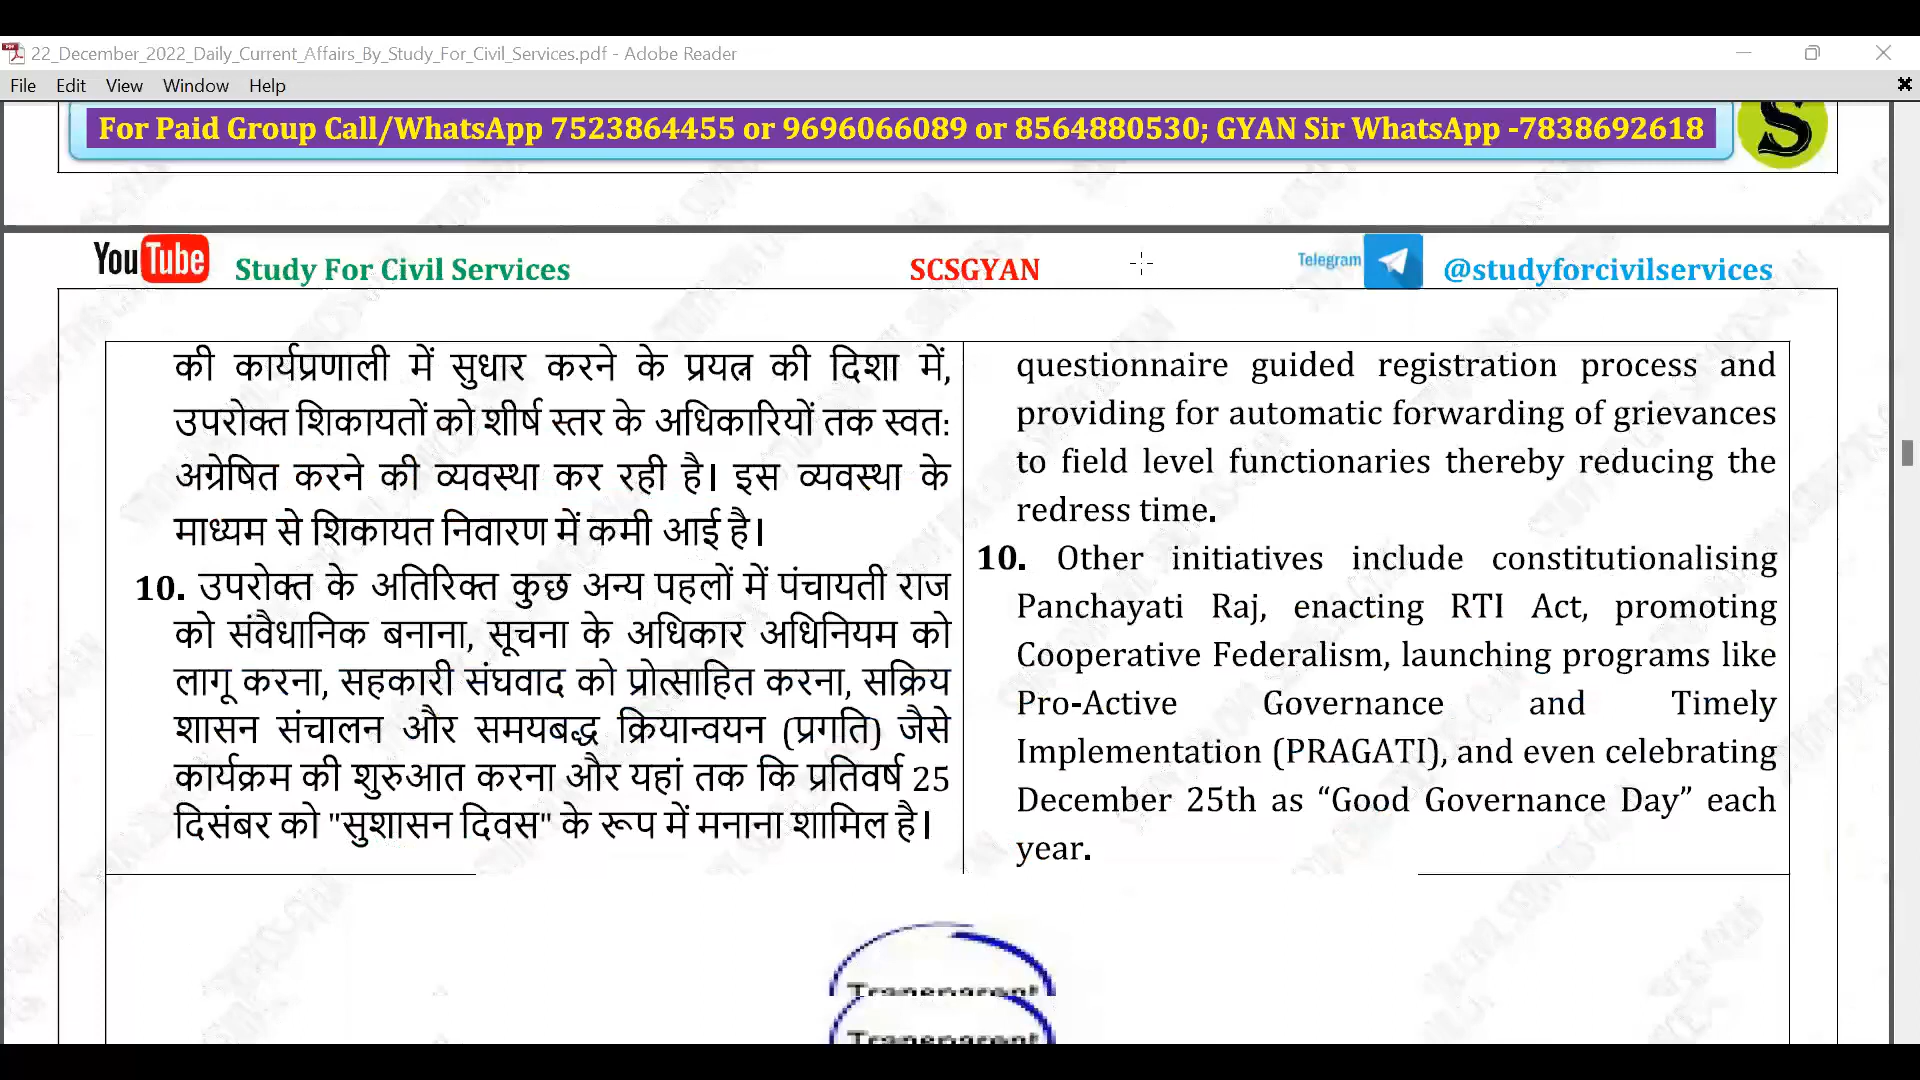 22_December_2022_Daily_Current_Affairs_By_Study_For_Civil_Services.pdf - Adobe Reader
File Edit View Window Help
For Paid Group Call/WhatsApp 7523864455 or 9696066089 or 8564880530; GYAN Sir WhatsApp -7838692618
S
YouTube Study For Civil Services SCSGYAN Telegram @studyforcivilservices
की कार्यप्रणाली में सुधार करने के प्रयत्न की दिशा में,
उपरोक्त शिकायतों को शीर्ष स्तर के अधिकारियों तक स्वत:
अग्रेषित करने की व्यवस्था कर रही है। इस व्यवस्था के
माध्यम से शिकायत निवारण में कमी आई है।
10. उपरोक्त के अतिरिक्त कुछ अन्य पहलों में पंचायती राज
को संवैधानिक बनाना, सूचना के अधिकार अधिनियम को
लागू करना, सहकारी संघवाद को प्रोत्साहित करना, सक्रिय
शासन संचालन और समयबद्ध क्रियान्वयन (प्रगति) जैसे
कार्यक्रम की शुरुआत करना और यहां तक कि प्रतिवर्ष 25
दिसंबर को "सुशासन दिवस" के रूप में मनाना शामिल है।
questionnaire guided registration process and
providing for automatic forwarding of grievances
to field level functionaries thereby reducing the
redress time.
10. Other initiatives include constitutionalising
Panchayati Raj, enacting RTI Act, promoting
Cooperative Federalism, launching programs like
Pro-Active Governance and Timely
Implementation (PRAGATI), and even celebrating
December 25th as “Good Governance Day” each
year.
Transparent
Transparent